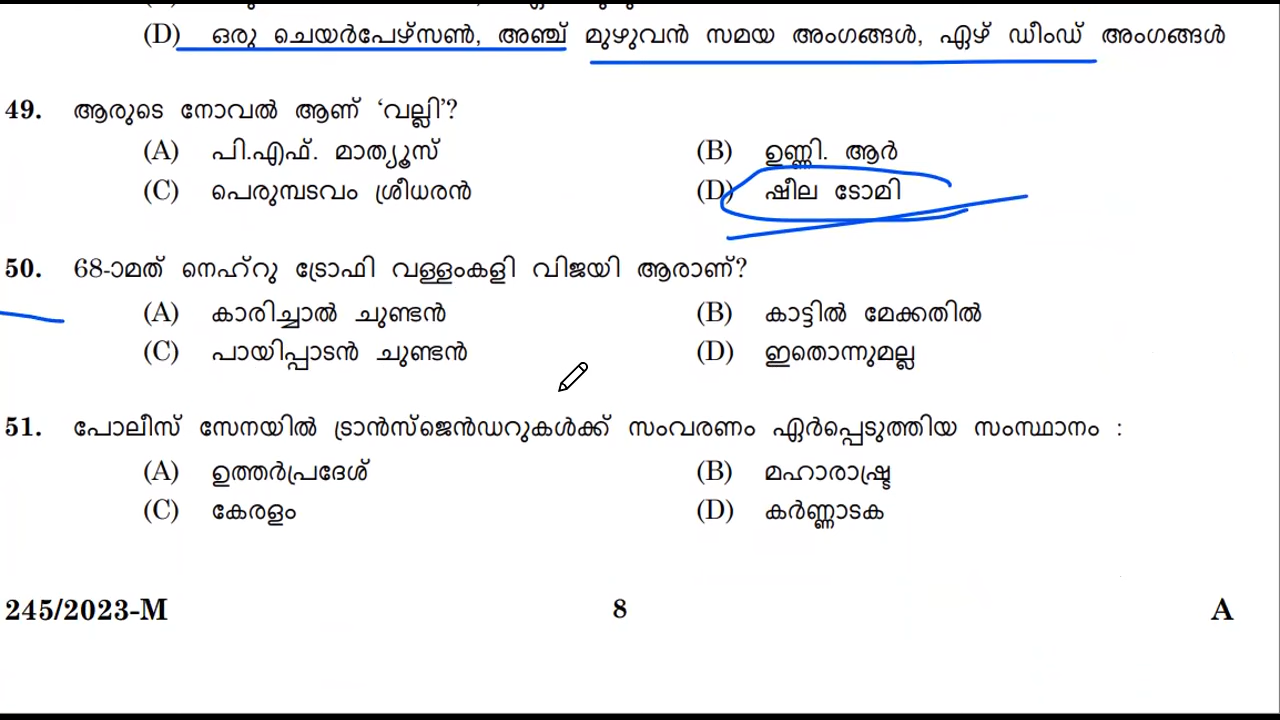 (D) ഒരു ചെയർപേഴ്സൺ, അഞ്ച് മുഴുവൻ സമയ അംഗങ്ങൾ, ഏഴ് ഡീംഡ് അംഗങ്ങൾ
49. ആരുടെ നോവൽ ആണ് ‘വല്ലി’?
(A) പി.എഫ്. മാത്യൂസ് (B) ഉണ്ണി. ആർ
(C) പെരുമ്പടവം ശ്രീധരൻ (D) ഷീല ടോമി
50. 68-ാമത് നെഹ്റു ട്രോഫി വള്ളംകളി വിജയി ആരാണ്?
(A) കാരിച്ചാൽ ചുണ്ടൻ (B) കാട്ടിൽ മേക്കതിൽ
(C) പായിപ്പാടൻ ചുണ്ടൻ (D) ഇതൊന്നുമല്ല
51. പോലീസ് സേനയിൽ ട്രാൻസ്ജെൻഡറുകൾക്ക് സംവരണം ഏർപ്പെടുത്തിയ സംസ്ഥാനം :
(A) ഉത്തർപ്രദേശ് (B) മഹാരാഷ്ട്ര
(C) കേരളം (D) കർണ്ണാടക
245/2023-M 8 A